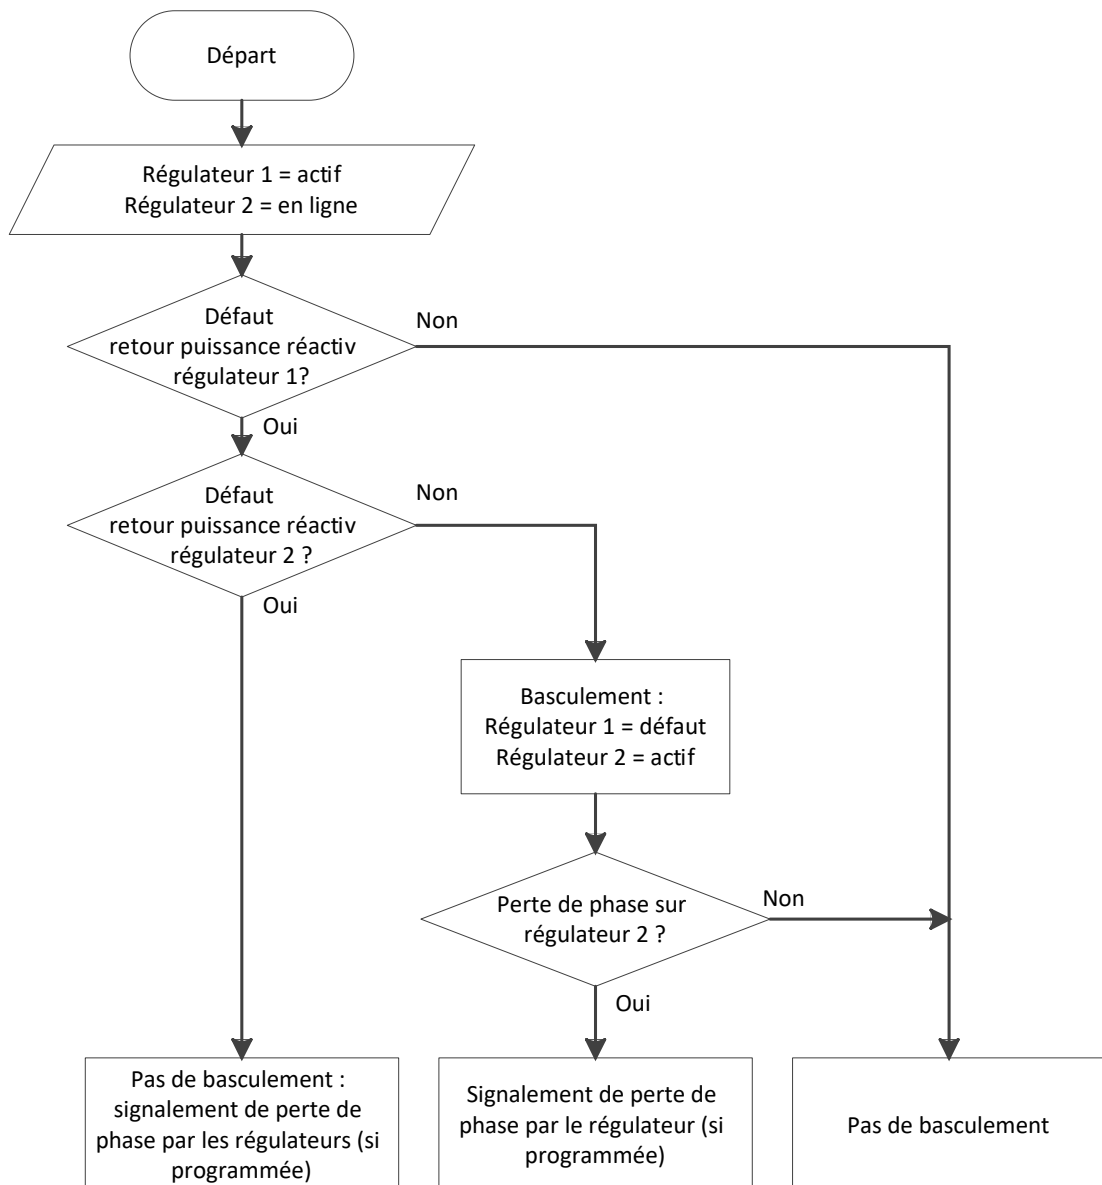 Départ
Régulateur 1 = actif
Régulateur 2 = en ligne
Défaut
retour puissance réactiv
régulateur 1?
Non
Oui
Défaut
retour puissance réactiv
régulateur 2 ?
Non
Oui
Basculement :
Régulateur 1 = défaut
Régulateur 2 = actif
Perte de phase sur
régulateur 2 ?
Non
Oui
Pas de basculement :
signalement de perte de
phase par les régulateurs (si
programmée)
Signalement de perte de
phase par le régulateur (si
programmée)
Pas de basculement